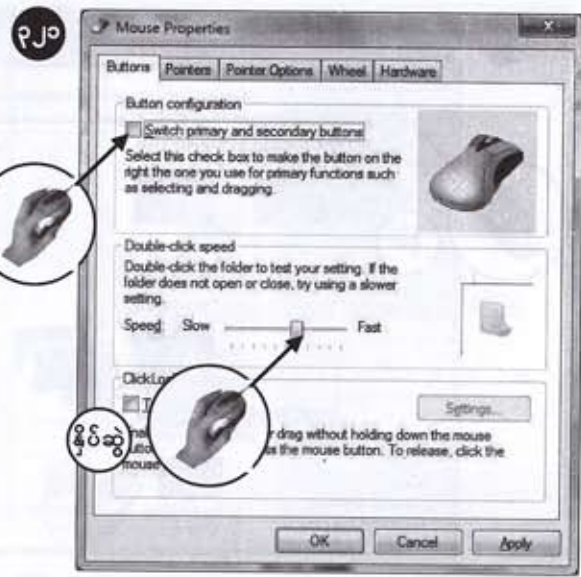 Mouse Properties
Buttons Pointers Pointer Options Wheel Hardware
Button configuration
Switch primary and secondary buttons
Select this check box to make the button on the
right the one you use for primary functions such
as selecting and dragging.
Double-click speed
Double-click the folder to test your setting. If the
folder does not open or close, try using a slower
setting.
Speed: Slow Fast
Settings...
နှိပ်ဆွဲ
drag without holding down the mouse
the mouse button. To release, click the
mouse
OK Cancel Apply